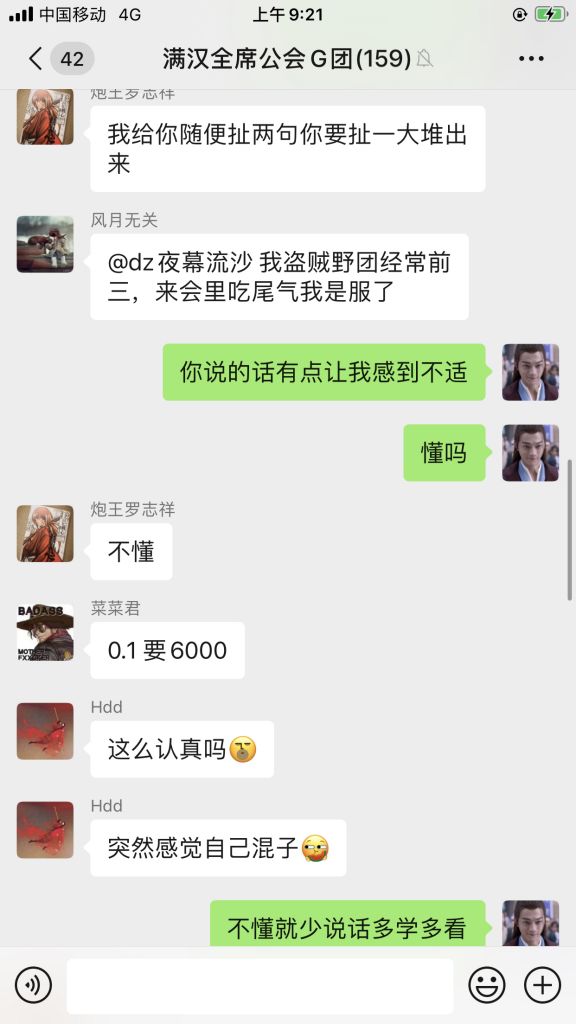 中国移动 4G 上午9:21
42 满汉全席公会G团(159)
炮王罗志祥
我给你随便扯两句你要扯一大堆出
来
风月无关
@dz夜幕流沙 我盗贼野团经常前
三，来会里吃尾气我是服了
你说的话有点让我感到不适
懂吗
炮王罗志祥
不懂
菜菜君
BADASS
0.1要6000
Hdd
这么认真吗
Hdd
突然感觉自己混子
不懂就少说话多学多看